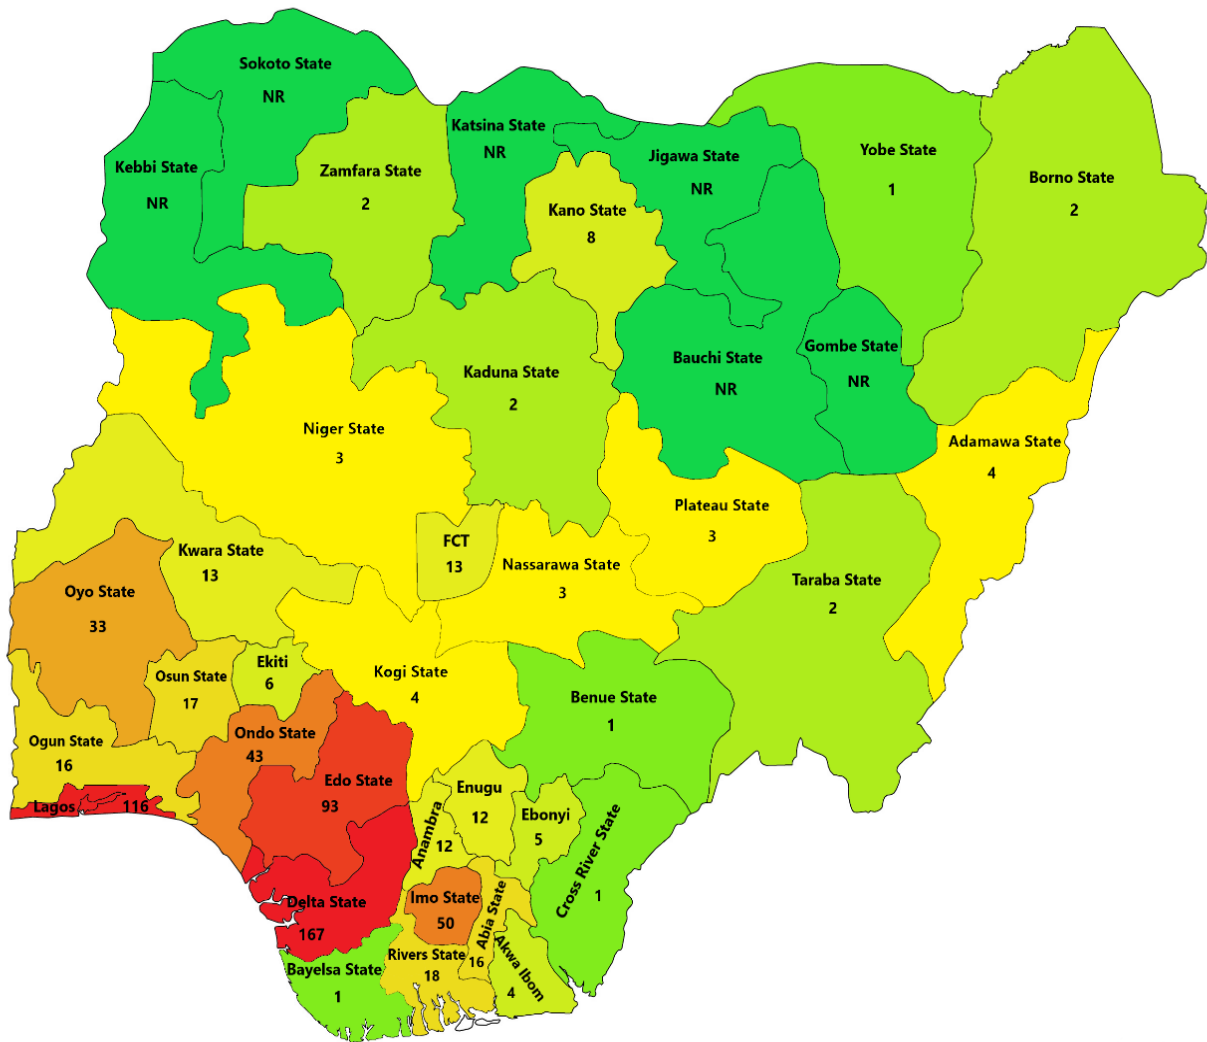 Sokoto State
NR
Kebbi State
NR
Zamfara State
2
Katsina State
NR
Kano State
8
Jigawa State
NR
Yobe State
1
Borno State
2
Kaduna State
2
Bauchi State
NR
Gombe State
NR
Adamawa State
4
Niger State
3
Plateau State
3
FCT
13
Nassarawa State
3
Taraba State
2
Kwara State
13
Oyo State
33
Osun State
17
Ekiti
6
Kogi State
4
Benue State
1
Ogun State
16
Ondo State
43
Edo State
93
Lagos 116
Enugu
12
Ebonyi
5
Anambra
12
Cross River State
1
Delta State
167
Imo State
50
Abia State
16
Rivers State
18
Akwa Ibom
4
Bayelsa State
1